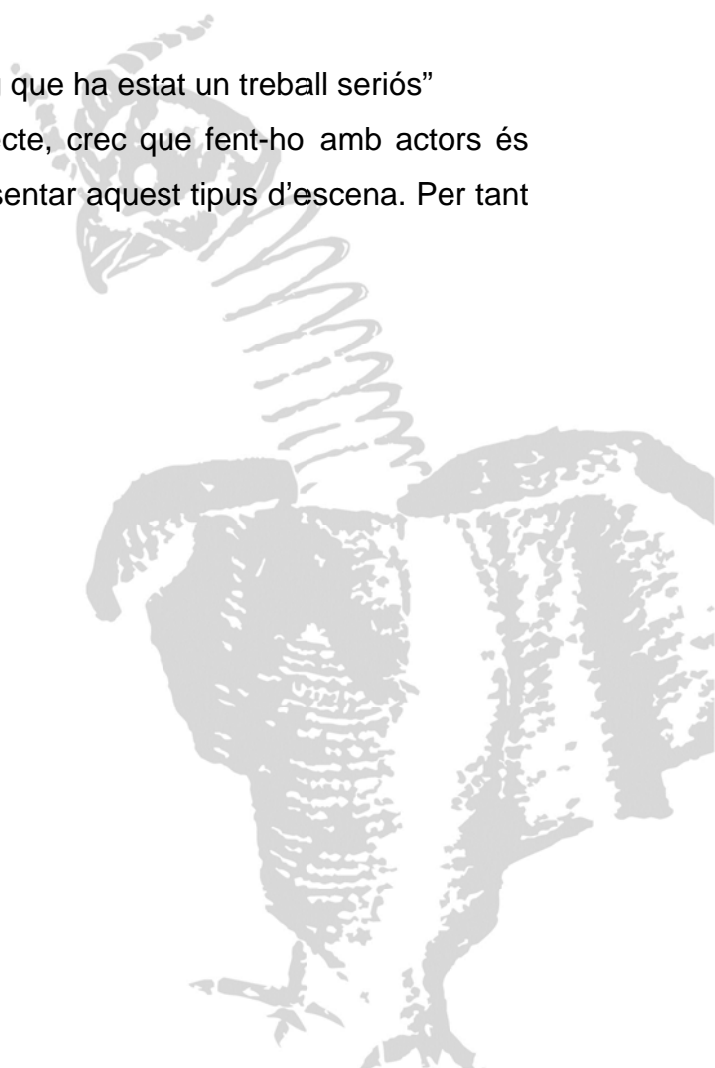 que ha estat un treball seriós”
ecte, crec que fent-ho amb actors és
sentar aquest tipus d’escena. Per tant